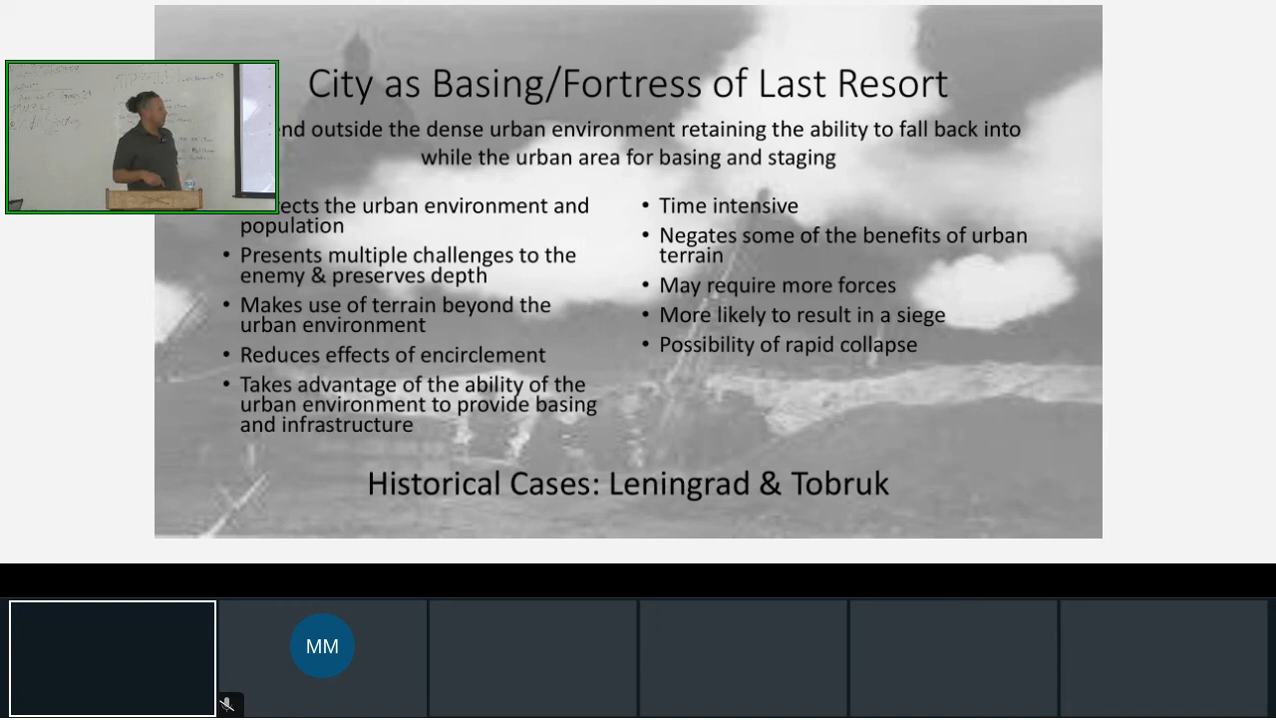 City as Basing/Fortress of Last Resort
end outside the dense urban environment retaining the ability to fall back into
while the urban area for basing and staging
ects the urban environment and
population
• Presents multiple challenges to the
enemy & preserves depth
• Makes use of terrain beyond the
urban environment
• Reduces effects of encirclement
• Takes advantage of the ability of the
urban environment to provide basing
and infrastructure
• Time intensive
• Negates some of the benefits of urban
terrain
• May require more forces
• More likely to result in a siege
• Possibility of rapid collapse
Historical Cases: Leningrad & Tobruk
MM